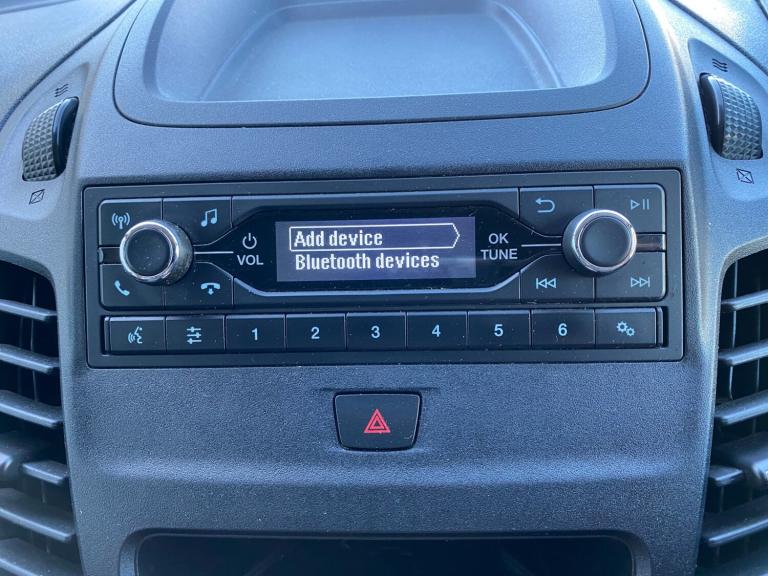 Add device
Bluetooth devices
VOL
OK
TUNE
1 2 3 4 5 6